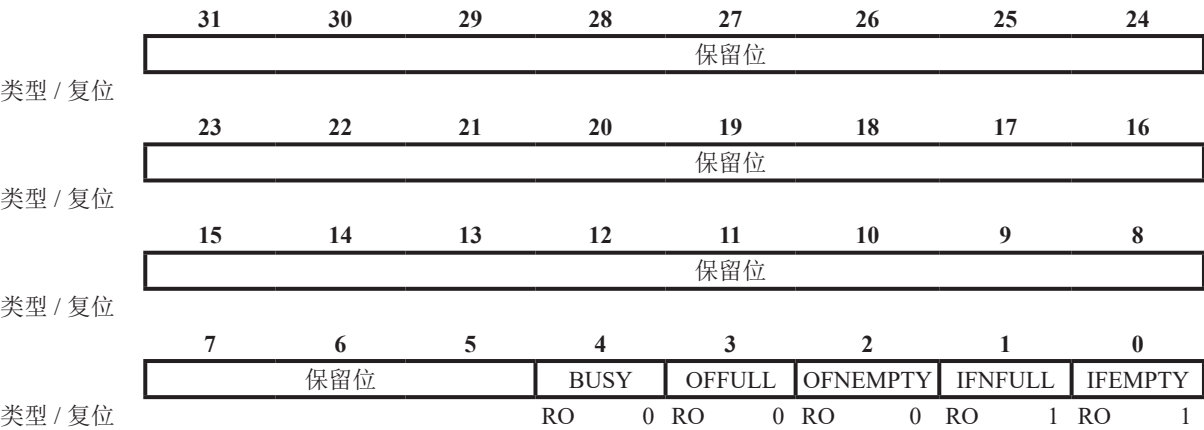 31 30 29 28 27 26 25 24
保留位
类型 / 复位
23 22 21 20 19 18 17 16
保留位
类型 / 复位
15 14 13 12 11 10 9 8
保留位
类型 / 复位
7 6 5 4 3 2 1 0
保留位 BUSY OFFULL OFNEMPTY IFNFULL IFEMPTY
类型 / 复位 RO 0 RO 0 RO 0 RO 1 RO 1